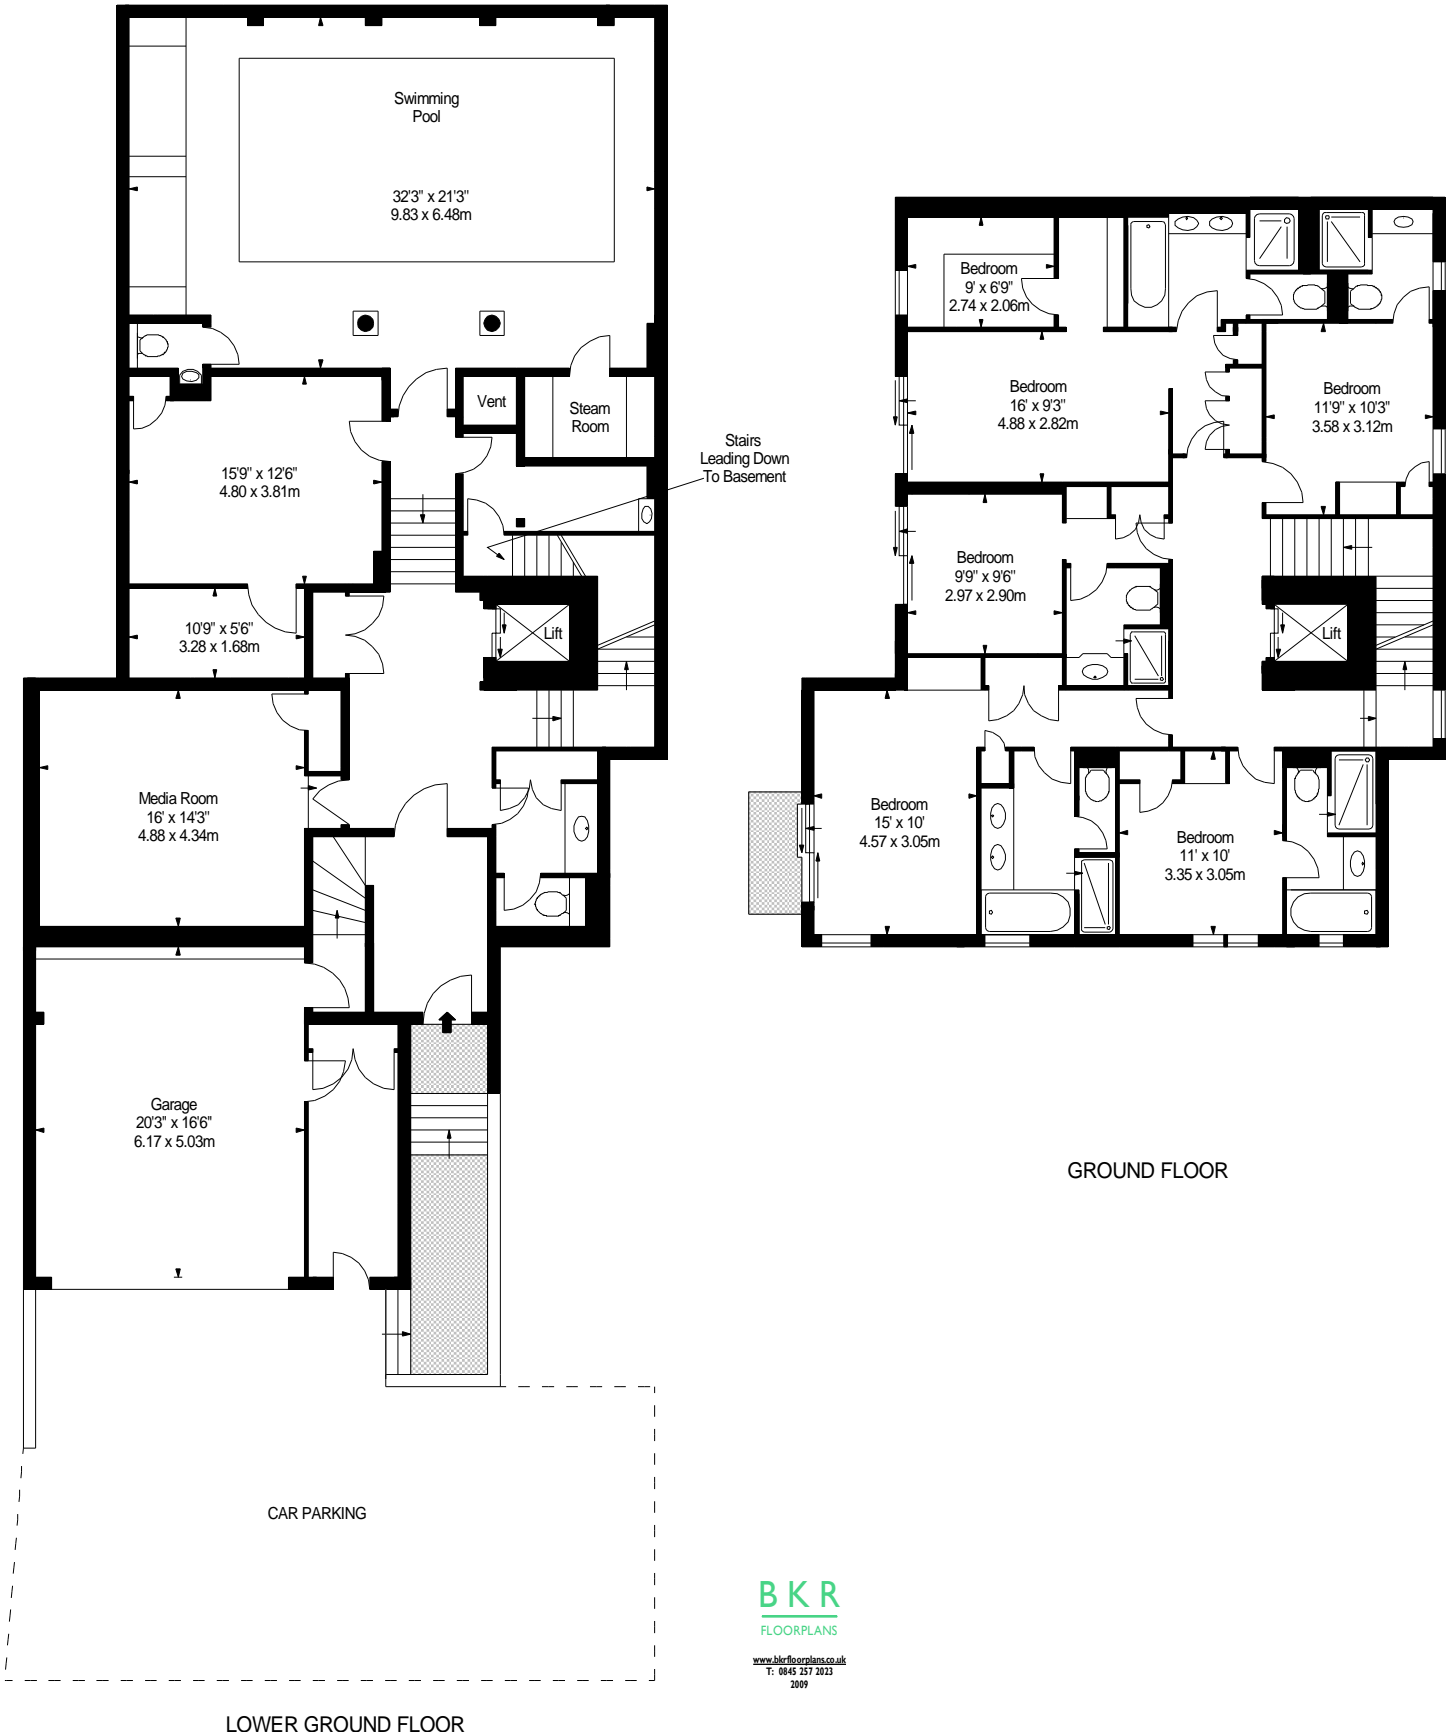 Swimming
Pool
32'3" x 21'3"
9.83 x 6.48m
Vent
Steam
Room
Stairs
Leading Down
To Basement
15'9" x 12'6"
4.80 x 3.81m
10'9" x 5'6"
3.28 x 1.68m
Lift
Media Room
16' x 14'3"
4.88 x 4.34m
Garage
20'3" x 16'6"
6.17 x 5.03m
CAR PARKING
LOWER GROUND FLOOR
Bedroom
9' x 6'9"
2.74 x 2.06m
Bedroom
16' x 9'3"
4.88 x 2.82m
Bedroom
11'9" x 10'3"
3.58 x 3.12m
Bedroom
9'9" x 9'6"
2.97 x 2.90m
Lift
Bedroom
15' x 10'
4.57 x 3.05m
Bedroom
11' x 10'
3.35 x 3.05m
GROUND FLOOR
BKR
FLOORPLANS
www.bkrfloorplans.co.uk
T: 0845 257 2023
2009